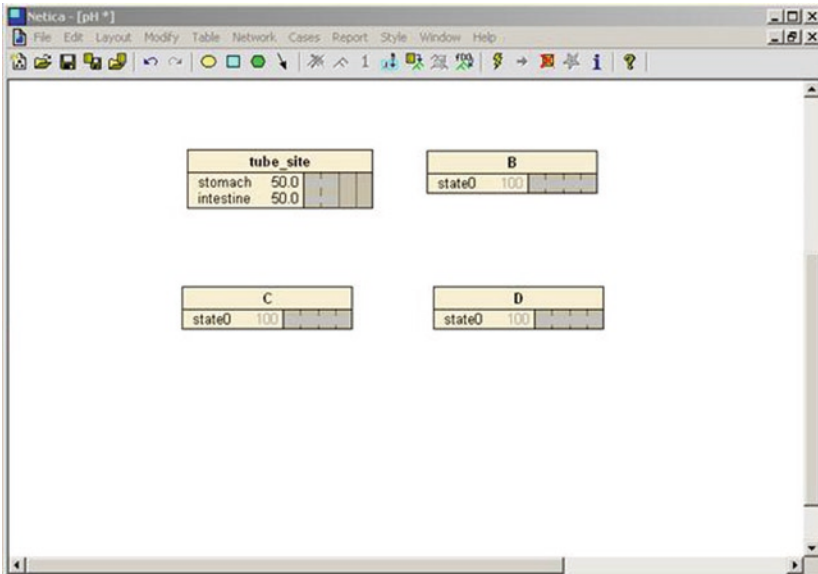 Netica - [pH *]
File Edit Layout Modify Table Network Cases Report Style Window Help
1
f(x)
i
?
tube_site
stomach 50.0
intestine 50.0
B
state0 100
C
state0 100
D
state0 100